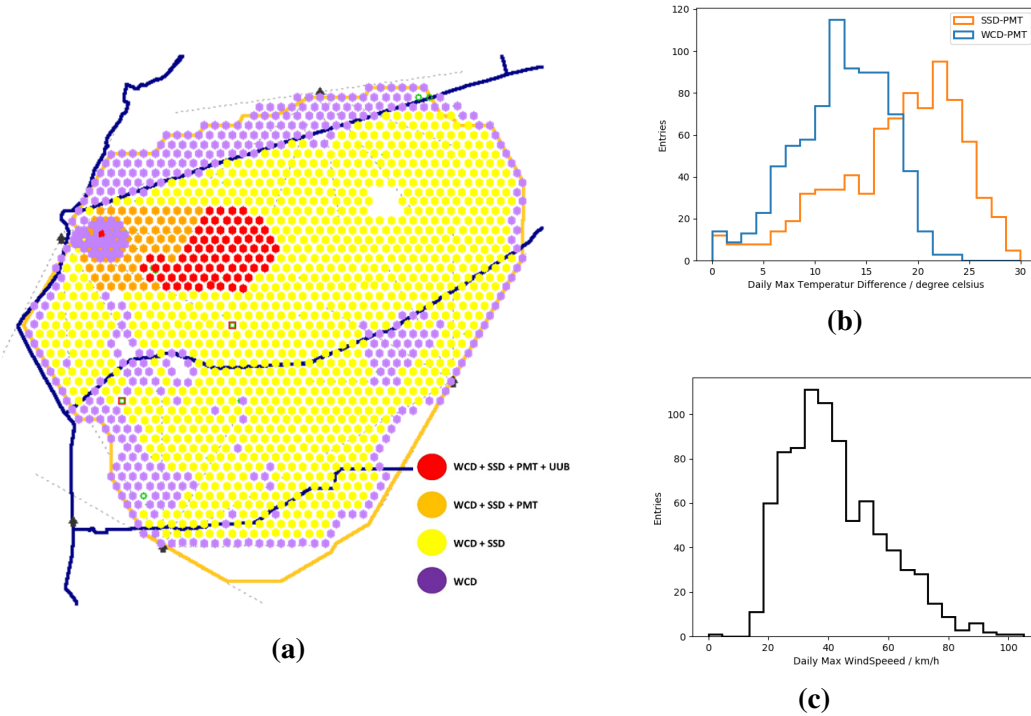 WCD + SSD + PMT + UUB
WCD + SSD + PMT
WCD + SSD
WCD
(a)
120
100
80
60
40
20
0
Entries
SSD-PMT
WCD-PMT
0 5 10 15 20 25 30
Daily Max Temperatur Difference / degree celsius
(b)
100
80
60
40
20
0
Entries
0 20 40 60 80 100
Daily Max WindSpeeed / km/h
(c)